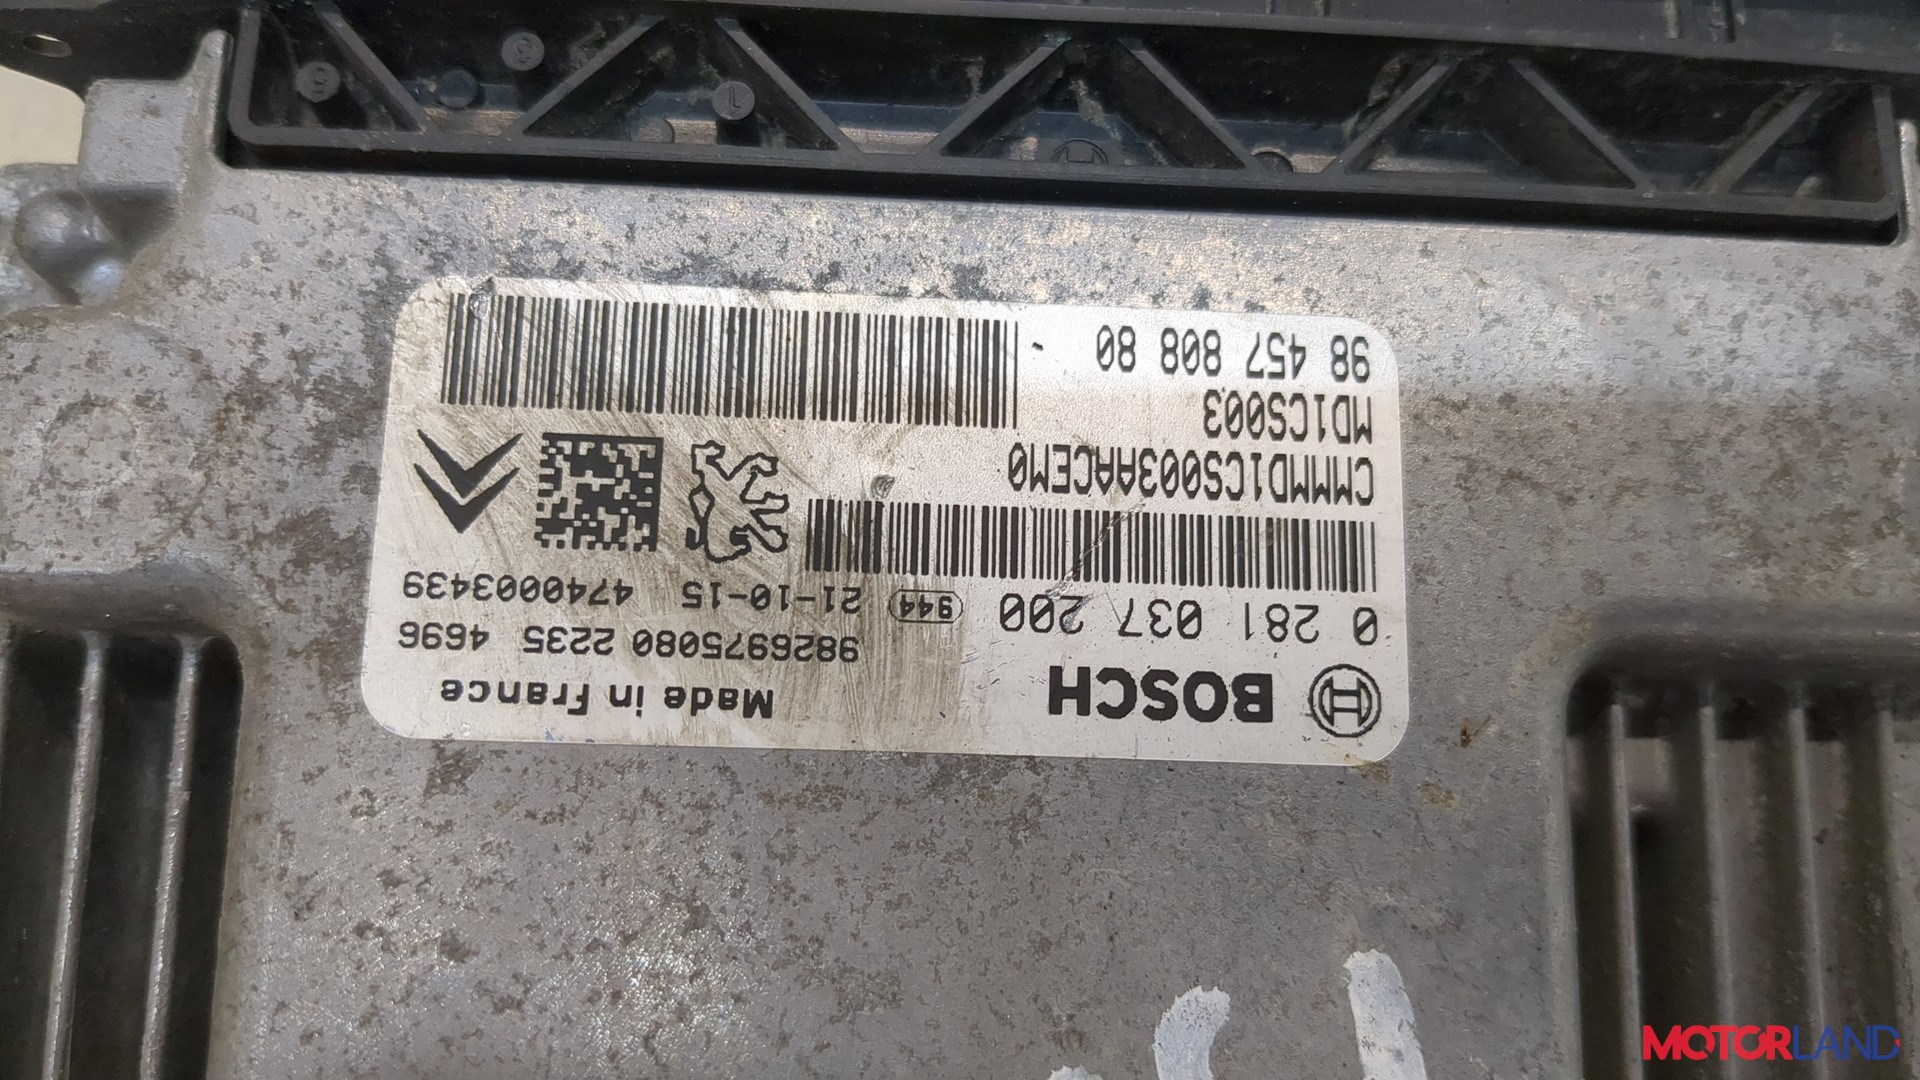 BOSCH
Made in France
0 281 037 200
944
9826975080 2235 4696
21-10-15 4740003439
CMMMD1CS003AACEM0
MD1CS003
98 457 808 80
MOTORLAND